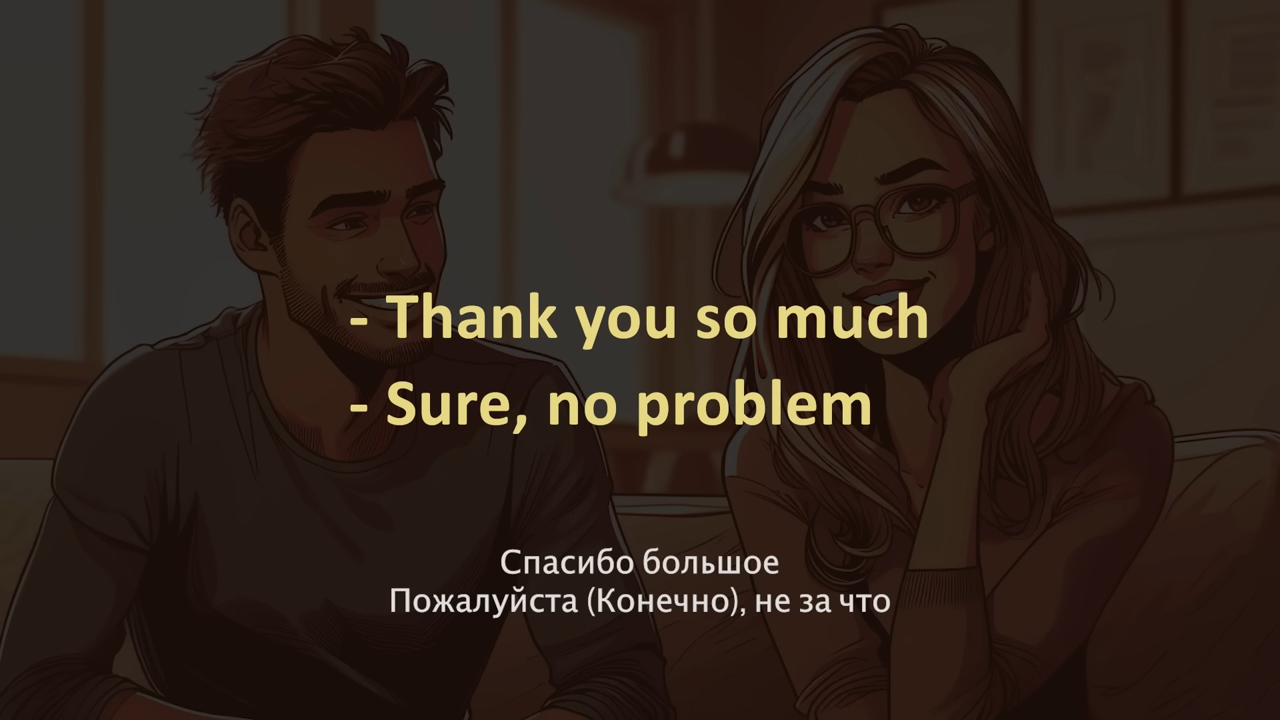 - Thank you so much
- Sure, no problem
Спасибо большое
Пожалуйста (Конечно), не за что